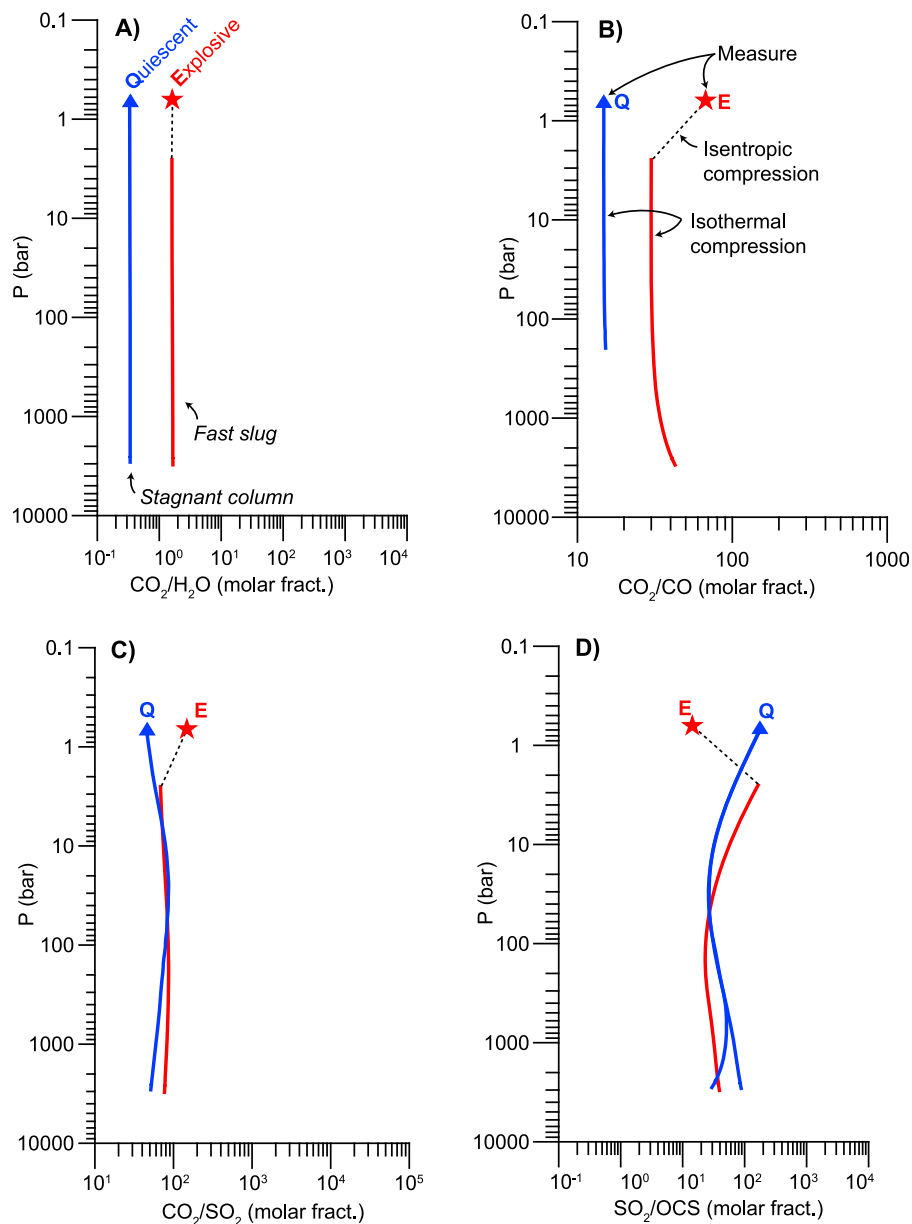 A)
Quiescent
Explosive
0.1
1
10
100
1000
10000
P (bar)
Fast slug
Stagnant column
10⁻¹ 10⁰ 10¹ 10² 10³ 10⁴
CO₂/H₂O (molar fract.)
B)
Measure
Q
E
Isentropic
compression
Isothermal
compression
0.1
1
10
100
1000
10000
P (bar)
10 100 1000
CO₂/CO (molar fract.)
C)
Q
E
0.1
1
10
100
1000
10000
P (bar)
10¹ 10² 10³ 10⁴ 10⁵
CO₂/SO₂ (molar fract.)
D)
E
Q
0.1
1
10
100
1000
10000
P (bar)
10⁻¹ 10⁰ 10¹ 10² 10³ 10⁴
SO₂/OCS (molar fract.)